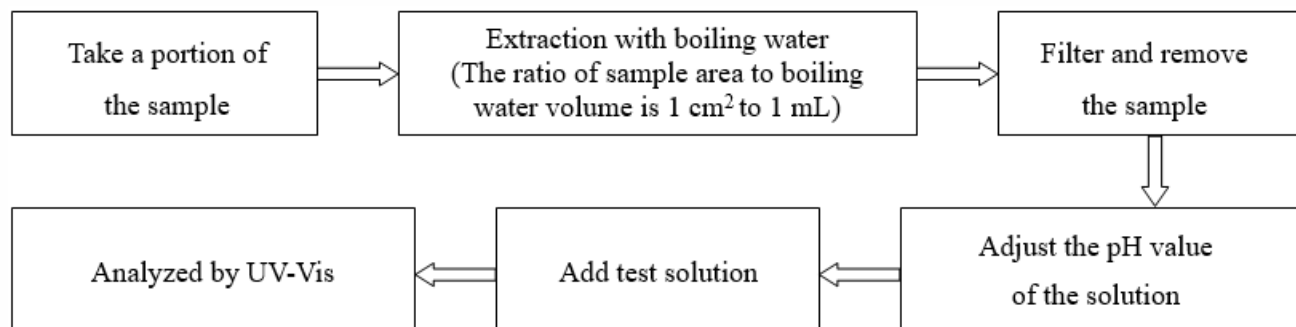 Take a portion of
the sample
Extraction with boiling water
(The ratio of sample area to boiling
water volume is 1 cm² to 1 mL)
Filter and remove
the sample
Adjust the pH value
of the solution
Add test solution
Analyzed by UV-Vis